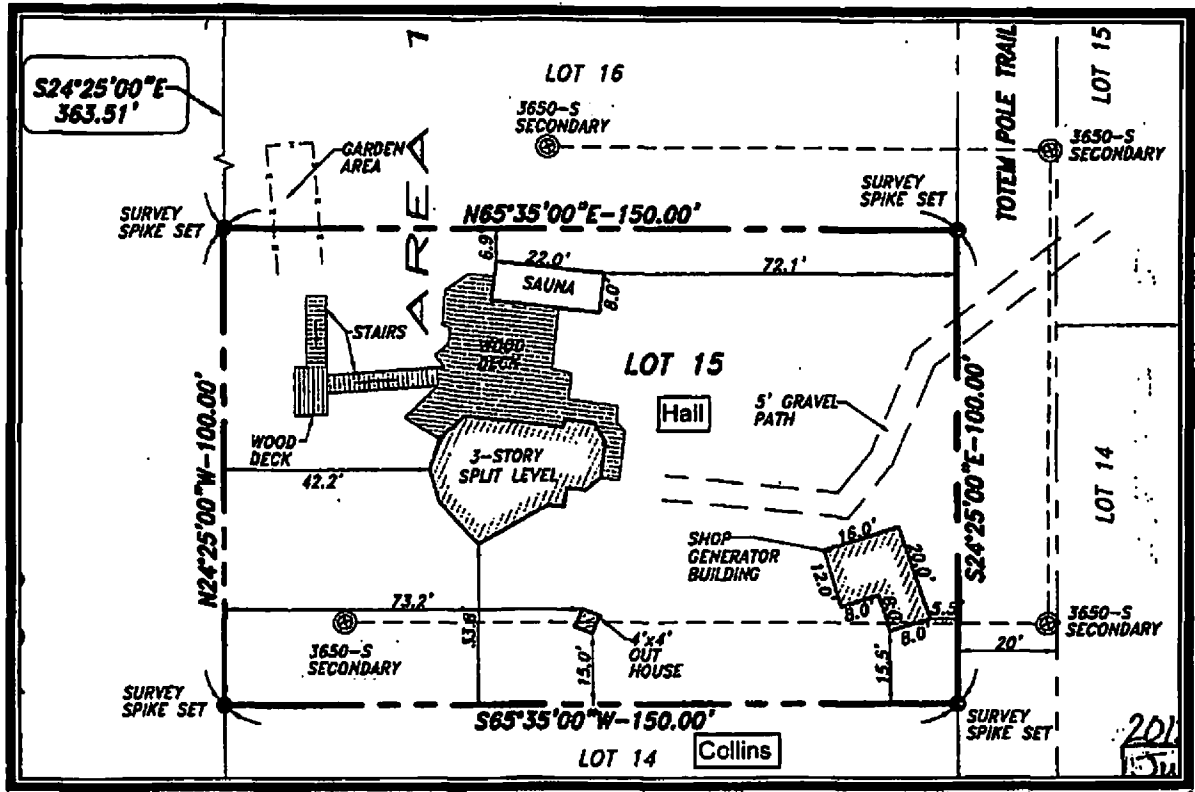 S24°25'00"E
363.51'
LOT 16
3650-S
SECONDARY
TOTEM POLE TRAIL
LOT 15
3650-S
SECONDARY
GARDEN
AREA
AREA 7
SURVEY
SPIKE SET
SURVEY
SPIKE SET
N65°35'00"E-150.00'
6.9'
22.0'
SAUNA
8.0'
72.1'
STAIRS
WOOD
DECK
LOT 15
Hall
5' GRAVEL
PATH
N24°25'00"W-100.00'
S24°25'00"E-100.00'
WOOD
DECK
42.2'
3-STORY
SPLIT LEVEL
LOT 14
SHOP
GENERATOR
BUILDING
16.0'
20.0'
12.0'
8.0'
8.0'
8.0'
5.5'
73.2'
33.8'
3650-S
SECONDARY
4'x4'
OUT
HOUSE
15.0'
15.5'
3650-S
SECONDARY
20'
SURVEY
SPIKE SET
S65°35'00"W-150.00'
SURVEY
SPIKE SET
LOT 14
Collins